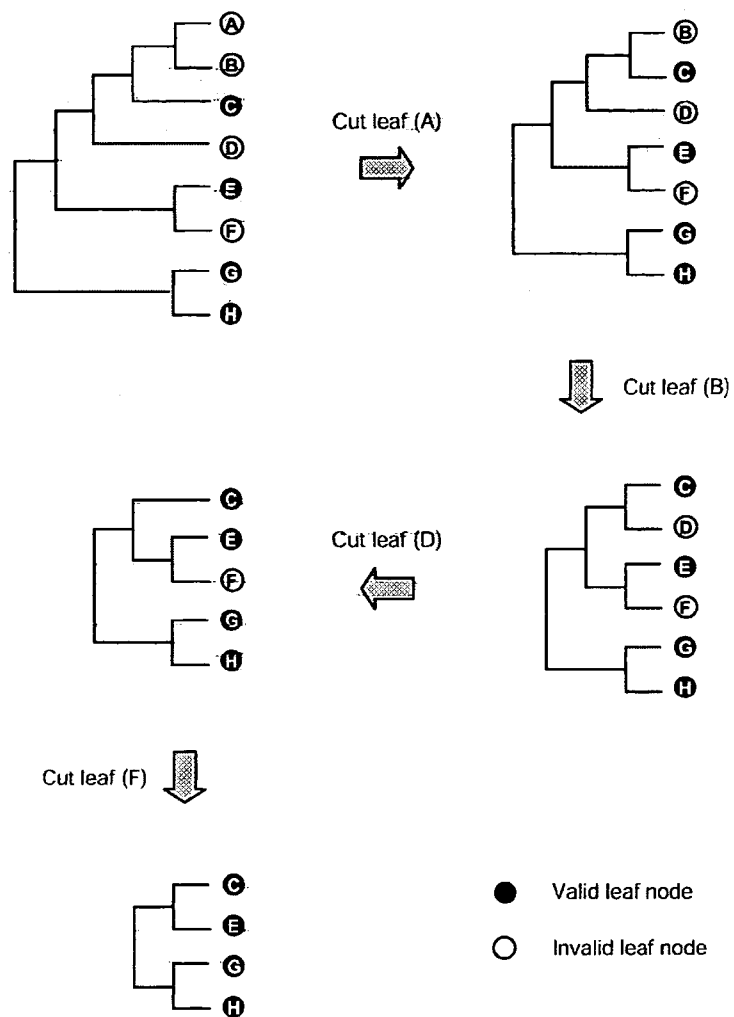 A
B
C
D
E
F
G
H
Cut leaf (A)
B
C
D
E
F
G
H
Cut leaf (B)
C
D
E
F
G
H
Cut leaf (D)
C
E
F
G
H
Cut leaf (F)
C
E
G
H
Valid leaf node
Invalid leaf node